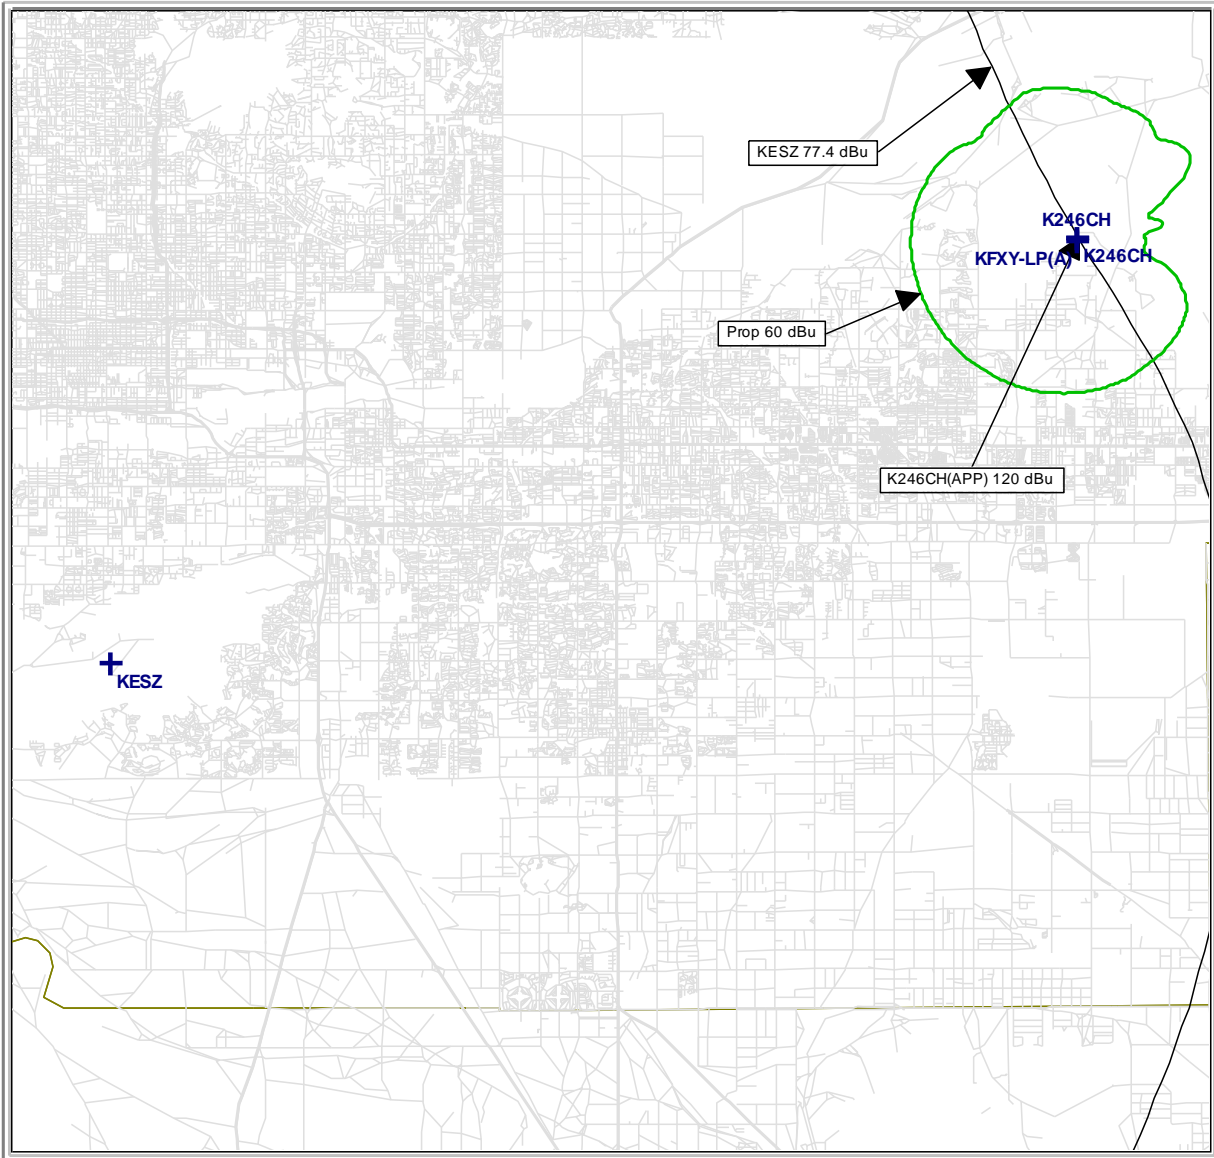 KESZ 77.4 dBu
K246CH
KFXY-LP(A)
K246CH
Prop 60 dBu
K246CH(APP) 120 dBu
KESZ